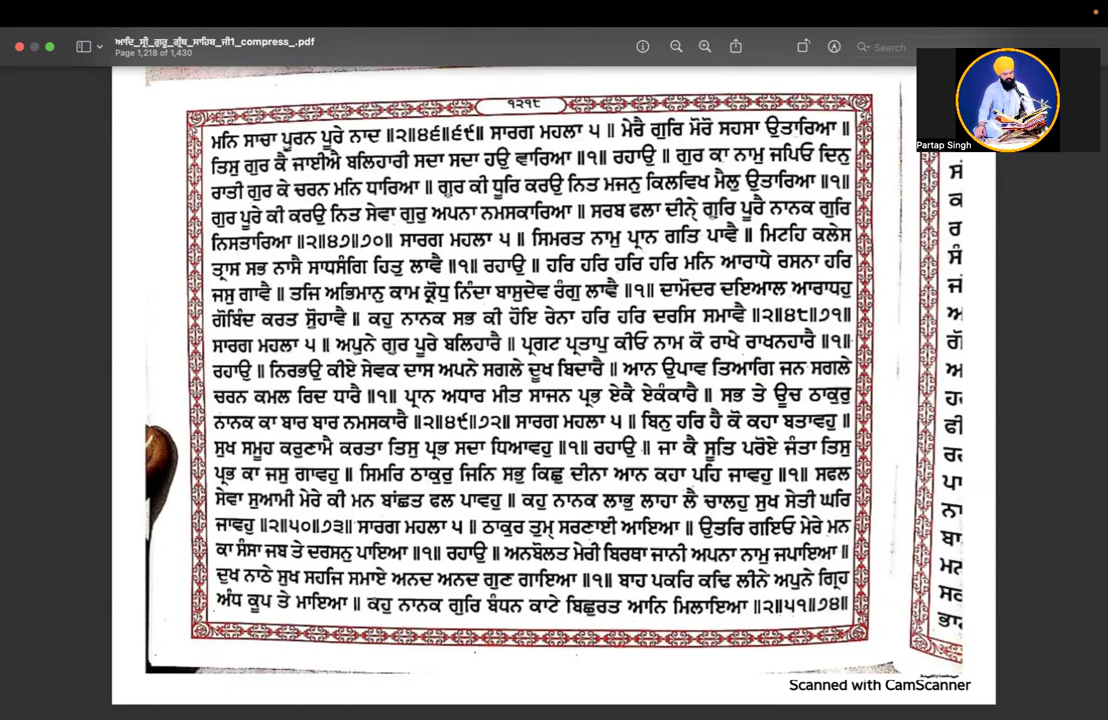 ਆਦਿ_ਸ੍ਰੀ_ਗੁਰੂ_ਗ੍ਰੰਥ_ਸਾਹਿਬ_ਜੀ1_compress_.pdf
Page 1,218 of 1,430
Search
Partap Singh
੧੨੧੮
ਮਨਿ ਸਾਚਾ ਪੂਰਨ ਪੂਰੇ ਨਾਦ ॥੨॥੪੬॥੬੯॥ ਸਾਰਗ ਮਹਲਾ ੫ ॥ ਮੇਰੈ ਗੁਰਿ ਮੋਰੋ ਸਹਸਾ ਉਤਾਰਿਆ ॥
ਤਿਸੁ ਗੁਰ ਕੈ ਜਾਈਐ ਬਲਿਹਾਰੀ ਸਦਾ ਸਦਾ ਹਉ ਵਾਰਿਆ ॥੧॥ ਰਹਾਉ ॥ ਗੁਰ ਕਾ ਨਾਮੁ ਜਪਿਓ ਦਿਨੁ
ਰਾਤੀ ਗੁਰ ਕੇ ਚਰਨ ਮਨਿ ਧਾਰਿਆ ॥ ਗੁਰ ਕੀ ਧੂਰਿ ਕਰਉ ਨਿਤ ਮਜਨੁ ਕਿਲਵਿਖ ਮੈਲੁ ਉਤਾਰਿਆ ॥੧॥
ਗੁਰ ਪੂਰੇ ਕੀ ਕਰਉ ਨਿਤ ਸੇਵਾ ਗੁਰੁ ਅਪਨਾ ਨਮਸਕਾਰਿਆ ॥ ਸਰਬ ਫਲਾ ਦੀਨੇ੍ ਗੁਰਿ ਪੂਰੈ ਨਾਨਕ ਗੁਰਿ
ਨਿਸਤਾਰਿਆ ॥੨॥੪੭॥੭੦॥ ਸਾਰਗ ਮਹਲਾ ੫ ॥ ਸਿਮਰਤ ਨਾਮੁ ਪ੍ਰਾਨ ਗਤਿ ਪਾਵੈ ॥ ਮਿਟਹਿ ਕਲੇਸ
ਤ੍ਰਾਸ ਸਭ ਨਾਸੈ ਸਾਧਸੰਗਿ ਹਿਤੁ ਲਾਵੈ ॥੧॥ ਰਹਾਉ ॥ ਹਰਿ ਹਰਿ ਹਰਿ ਹਰਿ ਮਨਿ ਆਰਾਧੇ ਰਸਨਾ ਹਰਿ
ਜਸੁ ਗਾਵੈ ॥ ਤਜਿ ਅਭਿਮਾਨੁ ਕਾਮ ਕ੍ਰੋਧੁ ਨਿੰਦਾ ਬਾਸੁਦੇਵ ਰੰਗੁ ਲਾਵੈ ॥੧॥ ਦਾਮੋਦਰ ਦਇਆਲ ਆਰਾਧਹੁ
ਗੋਬਿੰਦ ਕਰਤ ਸੋੁਹਾਵੈ ॥ ਕਹੁ ਨਾਨਕ ਸਭ ਕੀ ਹੋਇ ਰੇਨਾ ਹਰਿ ਹਰਿ ਦਰਸਿ ਸਮਾਵੈ ॥੨॥੪੮॥੭੧॥
ਸਾਰਗ ਮਹਲਾ ੫ ॥ ਅਪੁਨੇ ਗੁਰ ਪੂਰੇ ਬਲਿਹਾਰੈ ॥ ਪ੍ਰਗਟ ਪ੍ਰਤਾਪੁ ਕੀਓ ਨਾਮ ਕੋ ਰਾਖੇ ਰਾਖਨਹਾਰੈ ॥੧॥
ਰਹਾਉ ॥ ਨਿਰਭਉ ਕੀਏ ਸੇਵਕ ਦਾਸ ਅਪਨੇ ਸਗਲੇ ਦੂਖ ਬਿਦਾਰੈ ॥ ਆਨ ਉਪਾਵ ਤਿਆਗਿ ਜਨ ਸਗਲੇ
ਚਰਨ ਕਮਲ ਰਿਦ ਧਾਰੈ ॥੧॥ ਪ੍ਰਾਨ ਅਧਾਰ ਮੀਤ ਸਾਜਨ ਪ੍ਰਭ ਏਕੈ ਏਕੰਕਾਰੈ ॥ ਸਭ ਤੇ ਊਚ ਠਾਕੁਰੁ
ਨਾਨਕ ਕਾ ਬਾਰ ਬਾਰ ਨਮਸਕਾਰੈ ॥੨॥੪੯॥੭੨॥ ਸਾਰਗ ਮਹਲਾ ੫ ॥ ਬਿਨੁ ਹਰਿ ਹੈ ਕੋ ਕਹਾ ਬਤਾਵਹੁ ॥
ਸੁਖ ਸਮੂਹ ਕਰੁਣਾਮੈ ਕਰਤਾ ਤਿਸੁ ਪ੍ਰਭ ਸਦਾ ਧਿਆਵਹੁ ॥੧॥ ਰਹਾਉ ॥ ਜਾ ਕੈ ਸੂਤਿ ਪਰੋਏ ਜੰਤਾ ਤਿਸੁ
ਪ੍ਰਭ ਕਾ ਜਸੁ ਗਾਵਹੁ ॥ ਸਿਮਰਿ ਠਾਕੁਰੁ ਜਿਨਿ ਸਭੁ ਕਿਛੁ ਦੀਨਾ ਆਨ ਕਹਾ ਪਹਿ ਜਾਵਹੁ ॥੧॥ ਸਫਲ
ਸੇਵਾ ਸੁਆਮੀ ਮੇਰੇ ਕੀ ਮਨ ਬਾਂਛਤ ਫਲ ਪਾਵਹੁ ॥ ਕਹੁ ਨਾਨਕ ਲਾਭੁ ਲਾਹਾ ਲੈ ਚਾਲਹੁ ਸੁਖ ਸੇਤੀ ਘਰਿ
ਜਾਵਹੁ ॥੨॥੫੦॥੭੩॥ ਸਾਰਗ ਮਹਲਾ ੫ ॥ ਠਾਕੁਰ ਤੁਮ੍ ਸਰਣਾਈ ਆਇਆ ॥ ਉਤਰਿ ਗਇਓ ਮੇਰੇ ਮਨ
ਕਾ ਸੰਸਾ ਜਬ ਤੇ ਦਰਸਨੁ ਪਾਇਆ ॥੧॥ ਰਹਾਉ ॥ ਅਨਬੋਲਤ ਮੇਰੀ ਬਿਰਥਾ ਜਾਨੀ ਅਪਨਾ ਨਾਮੁ ਜਪਾਇਆ ॥
ਦੁਖ ਨਾਠੇ ਸੁਖ ਸਹਜਿ ਸਮਾਏ ਅਨਦ ਅਨਦ ਗੁਣ ਗਾਇਆ ॥੧॥ ਬਾਹ ਪਕਰਿ ਕਢਿ ਲੀਨੇ ਅਪੁਨੇ ਗ੍ਰਿਹ
ਅੰਧ ਕੂਪ ਤੇ ਮਾਇਆ ॥ ਕਹੁ ਨਾਨਕ ਗੁਰਿ ਬੰਧਨ ਕਾਟੇ ਬਿਛੁਰਤ ਆਨਿ ਮਿਲਾਇਆ ॥੨॥੫੧॥੭੪॥
Scanned with CamScanner